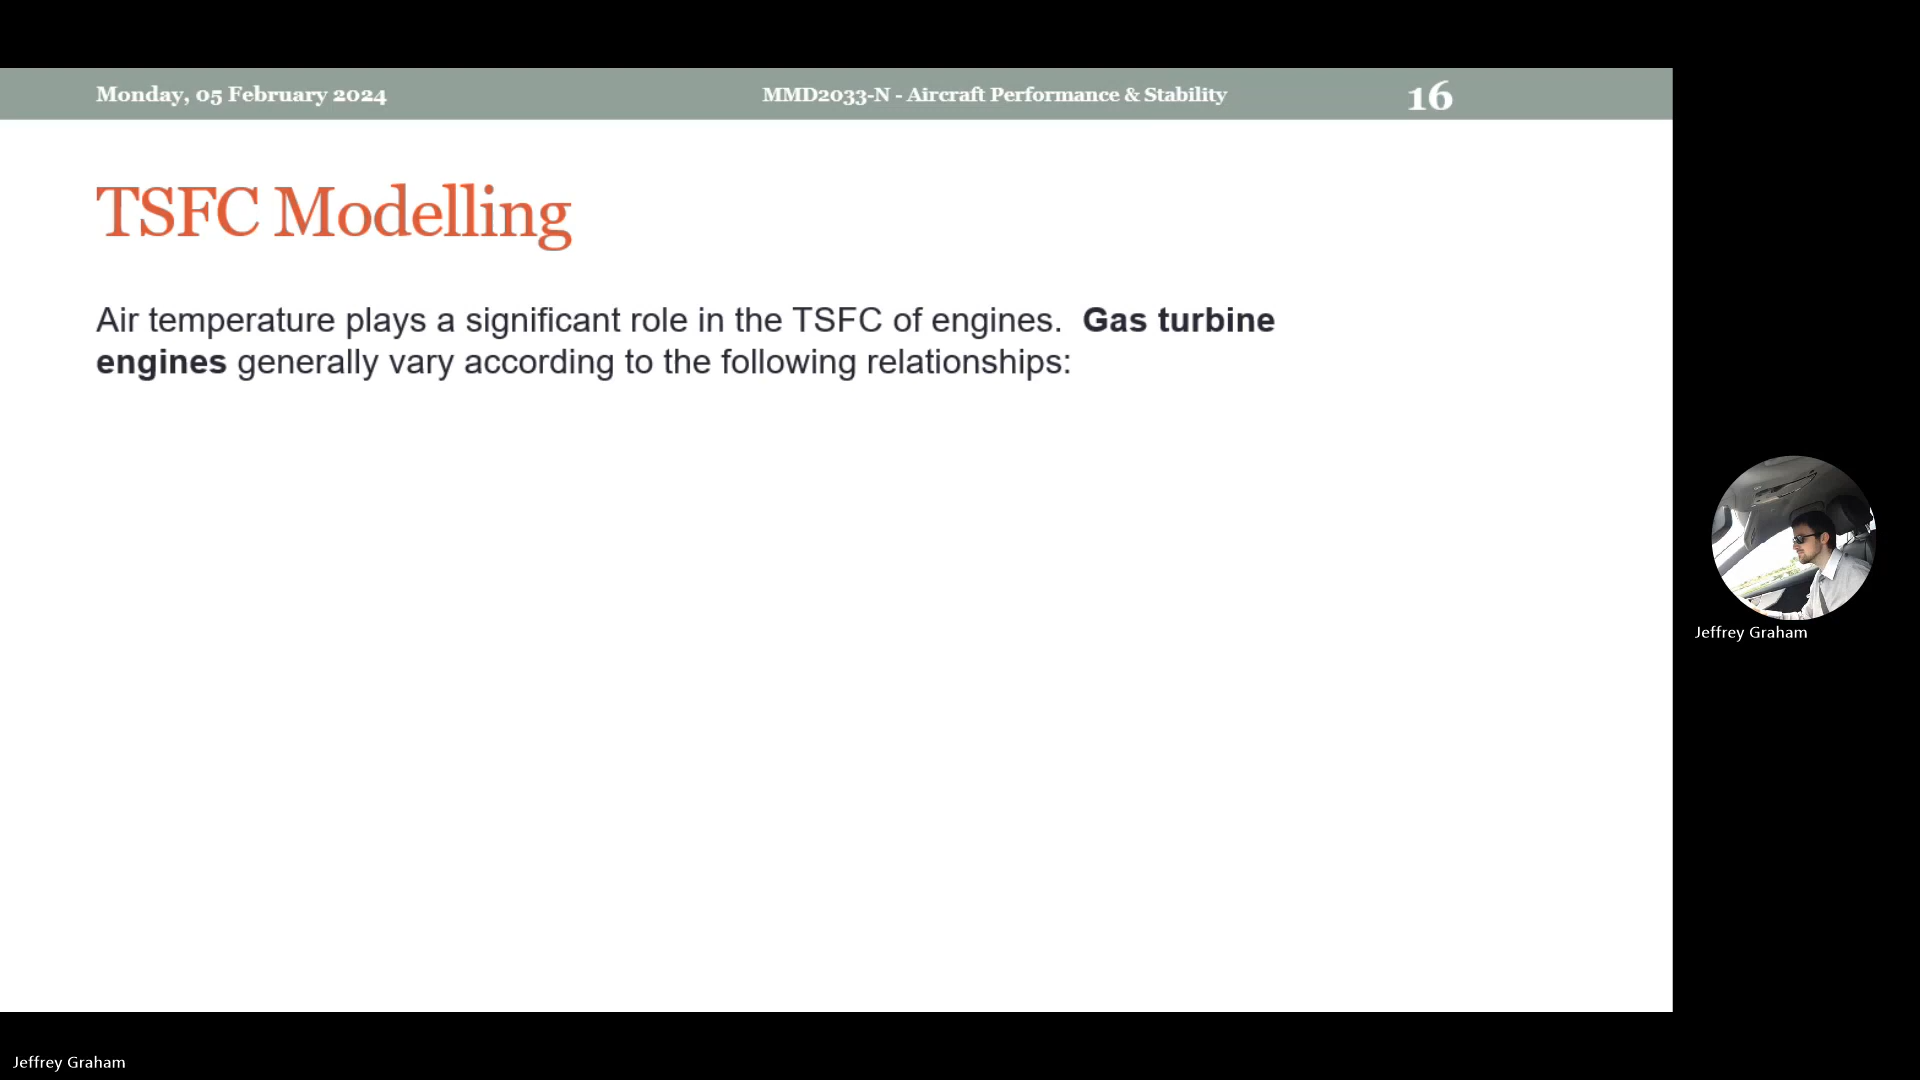 Monday, 05 February 2024
MMD2033-N - Aircraft Performance & Stability
16
TSFC Modelling
Air temperature plays a significant role in the TSFC of engines.  Gas turbine
engines generally vary according to the following relationships:
Jeffrey Graham
Jeffrey Graham